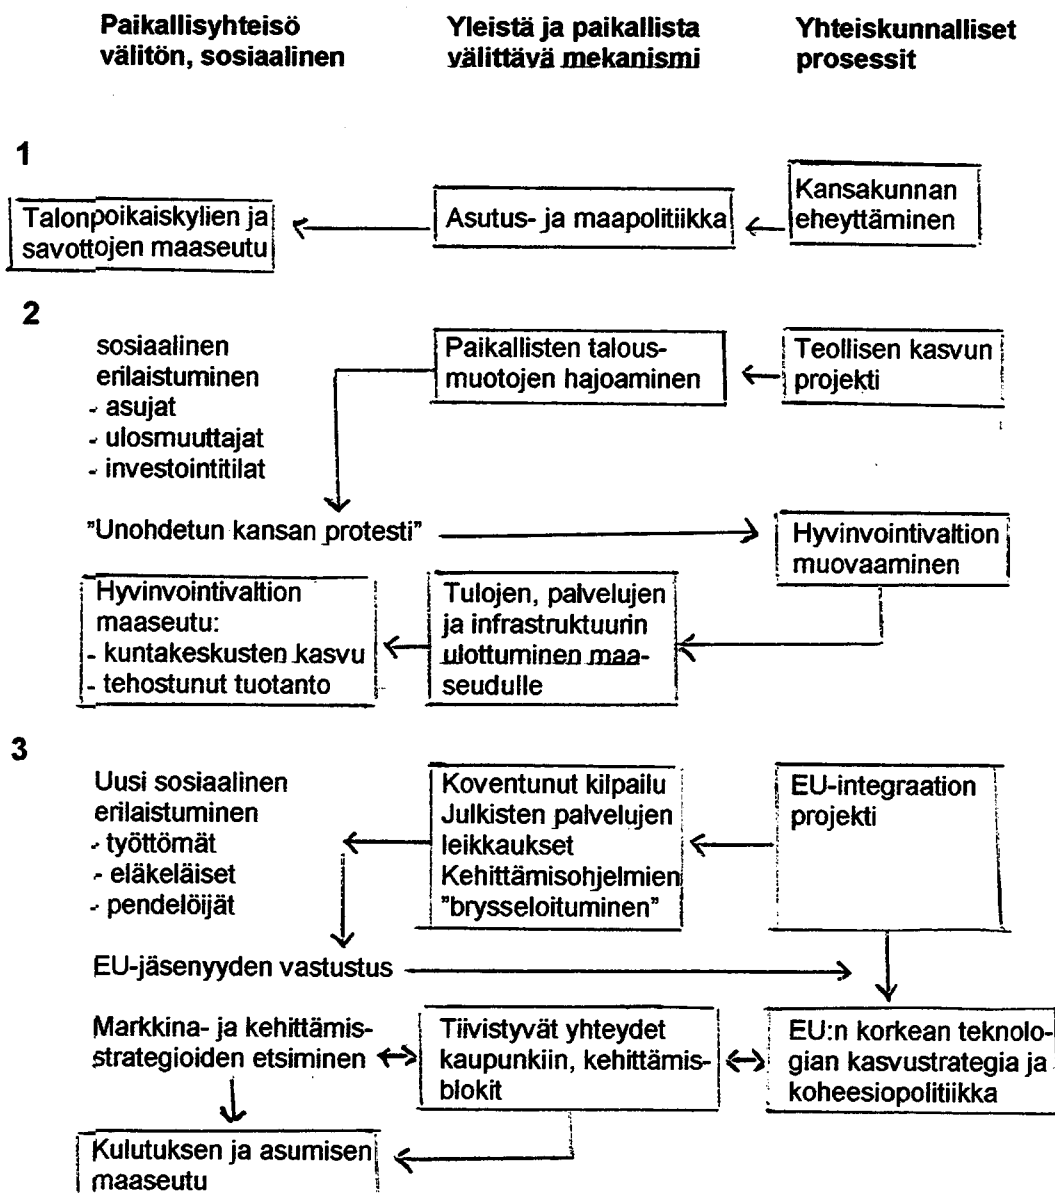 Paikallisyhteisö
välitön, sosiaalinen
Yleistä ja paikallista
välittävä mekanismi
Yhteiskunnalliset
prosessit
1
Talonpoikaiskylien ja
savottojen maaseutu
Asutus- ja maapolitiikka
Kansakunnan
eheyttäminen
2
sosiaalinen
erilaistuminen
- asujat
- ulosmuuttajat
- investointitilat
Paikallisten talous-
muotojen hajoaminen
Teollisen kasvun
projekti
"Unohdetun kansan protesti"
Hyvinvointivaltion
muovaaminen
Hyvinvointivaltion
maaseutu:
- kuntakeskusten kasvu
- tehostunut tuotanto
Tulojen, palvelujen
ja infrastruktuurin
ulottuminen maa-
seudulle
3
Uusi sosiaalinen
erilaistuminen
- työttömät
- eläkeläiset
- pendelöijät
Koventunut kilpailu
Julkisten palvelujen
leikkaukset
Kehittämisohjelmien
"brysseloituminen"
EU-integraation
projekti
EU-jäsenyyden vastustus
Markkina- ja kehittämis-
strategioiden etsiminen
Tiivistyvät yhteydet
kaupunkiin, kehittämis-
blokit
EU:n korkean teknolo-
gian kasvustrategia ja
koheesiopolitiikka
Kulutuksen ja asumisen
maaseutu